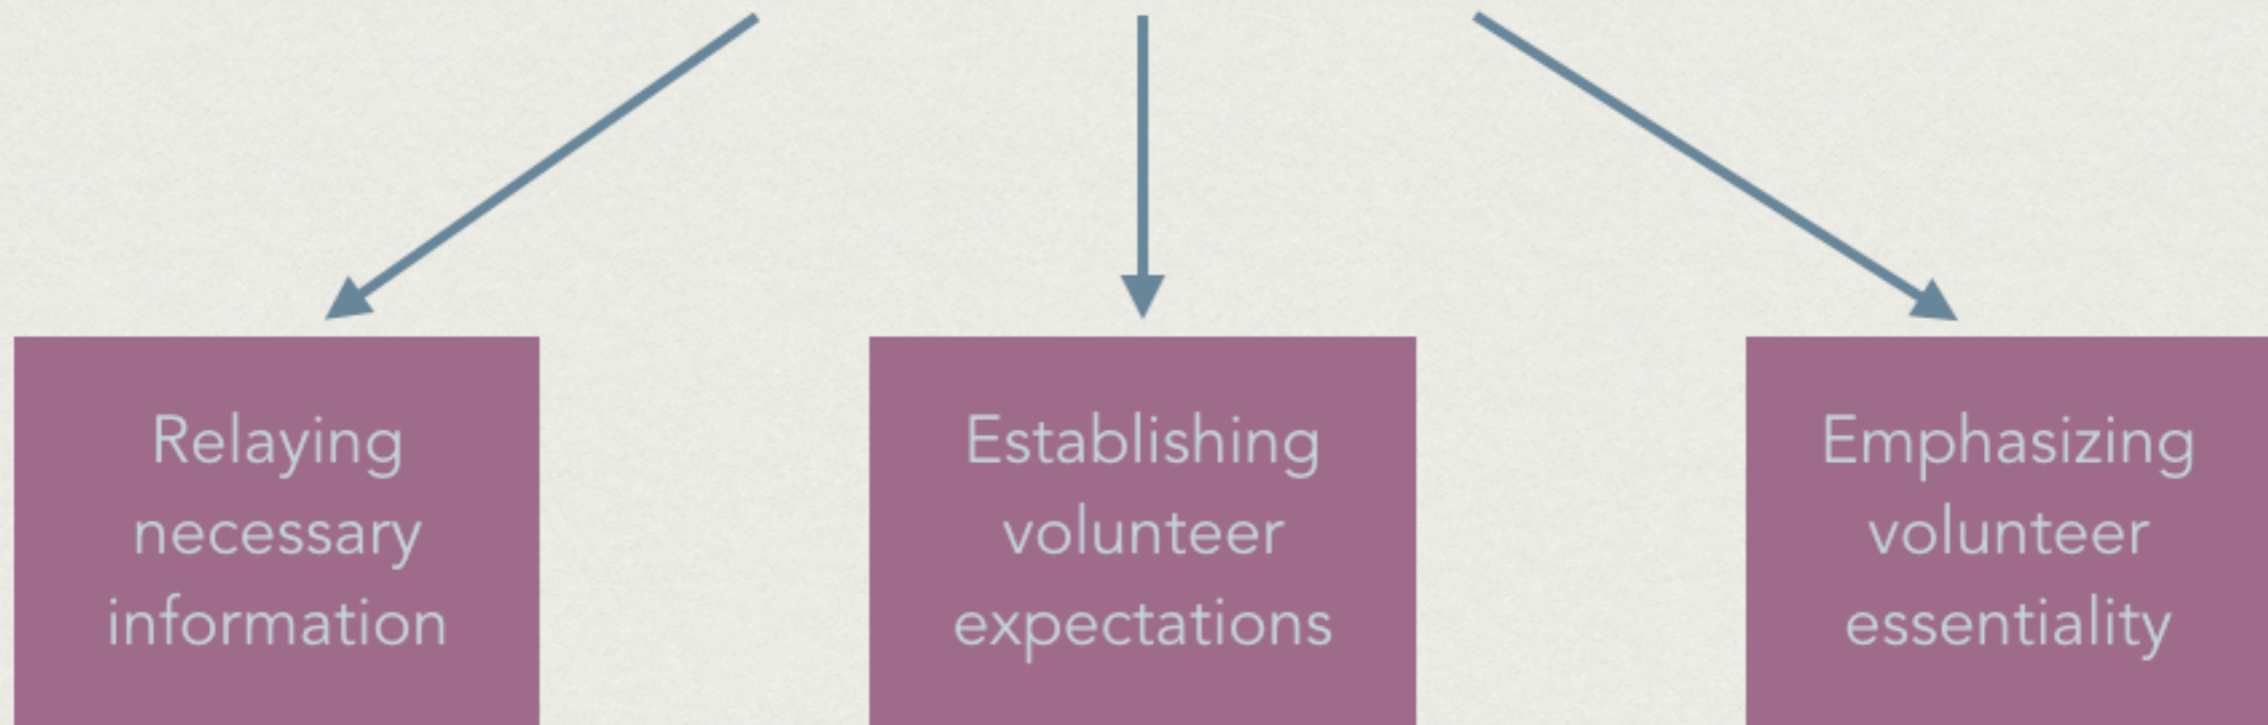 Relaying
necessary
information
Establishing
volunteer
expectations
Emphasizing
volunteer
essentiality